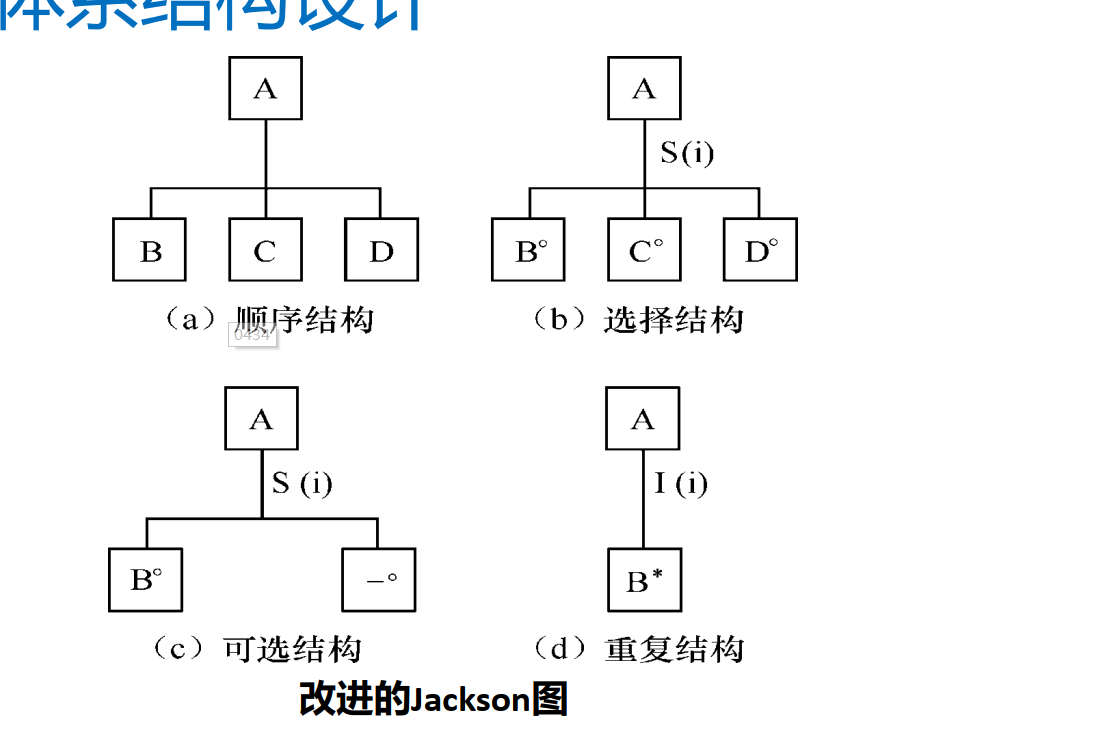 体系结构设计
A
A
S(i)
B
C
D
B°
C°
D°
（a）顺序结构
（b）选择结构
0434
A
A
S (i)
I (i)
B°
–°
B*
（c）可选结构
（d）重复结构
改进的Jackson图